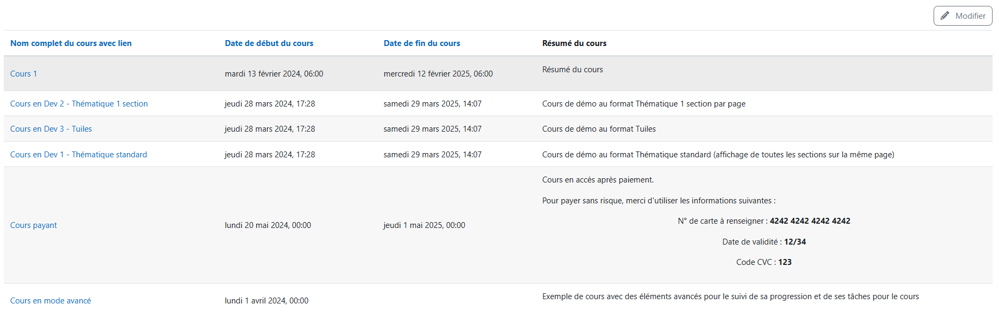 Modifier
Nom complet du cours avec lien Date de début du cours Date de fin du cours Résumé du cours
Cours 1 mardi 13 février 2024, 06:00 mercredi 12 février 2025, 06:00 Résumé du cours
Cours en Dev 2 - Thématique 1 section jeudi 28 mars 2024, 17:28 samedi 29 mars 2025, 14:07 Cours de démo au format Thématique 1 section par page
Cours en Dev 3 - Tuiles jeudi 28 mars 2024, 17:28 samedi 29 mars 2025, 14:07 Cours de démo au format Tuiles
Cours en Dev 1 - Thématique standard jeudi 28 mars 2024, 17:28 samedi 29 mars 2025, 14:07 Cours de démo au format Thématique standard (affichage de toutes les sections sur la même page)
Cours payant lundi 20 mai 2024, 00:00 jeudi 1 mai 2025, 00:00 Cours en accès après paiement.
Pour payer sans risque, merci d'utiliser les informations suivantes :
N° de carte à renseigner : 4242 4242 4242 4242
Date de validité : 12/34
Code CVC : 123
Cours en mode avancé lundi 1 avril 2024, 00:00 Exemple de cours avec des éléments avancés pour le suivi de sa progression et de ses tâches pour le cours